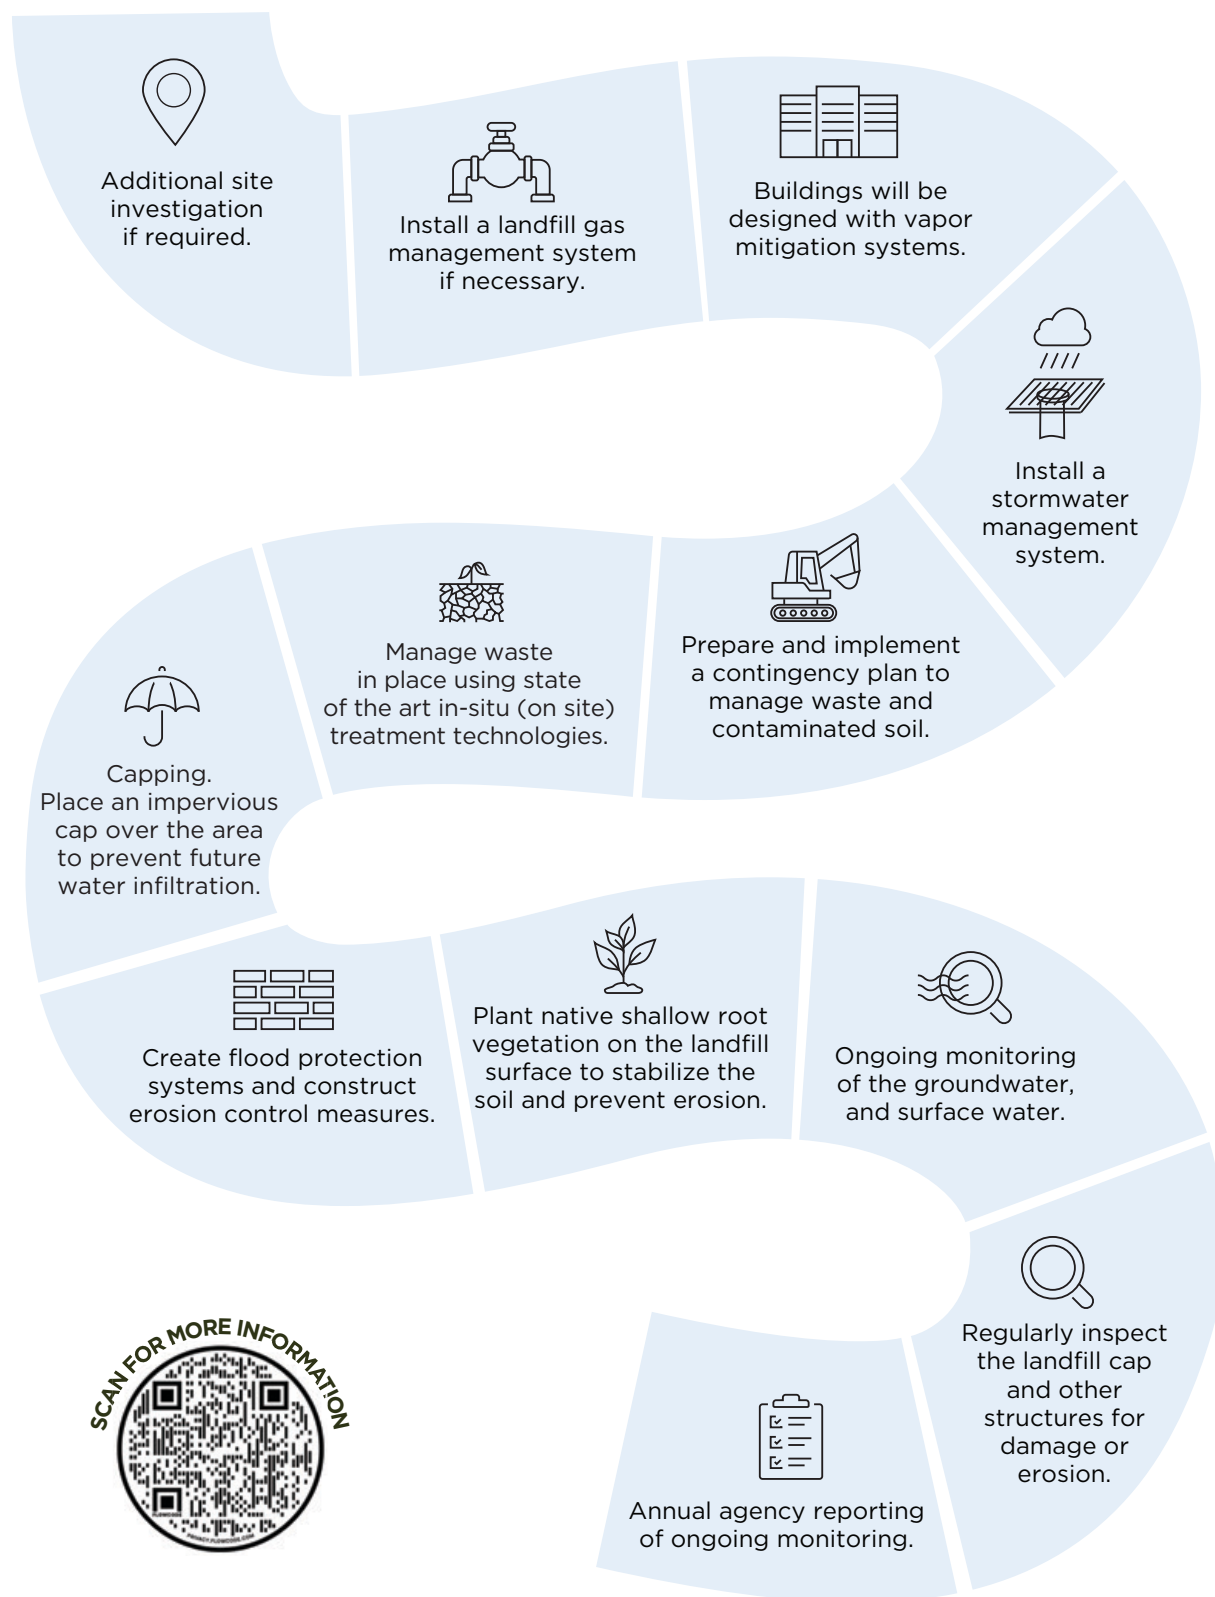 Additional site
investigation
if required.
Install a landfill gas
management system
if necessary.
Buildings will be
designed with vapor
mitigation systems.
Install a
stormwater
management
system.
Prepare and implement
a contingency plan to
manage waste and
contaminated soil.
Manage waste
in place using state
of the art in-situ (on site)
treatment technologies.
Capping.
Place an impervious
cap over the area
to prevent future
water infiltration.
Create flood protection
systems and construct
erosion control measures.
Plant native shallow root
vegetation on the landfill
surface to stabilize the
soil and prevent erosion.
Ongoing monitoring
of the groundwater,
and surface water.
Regularly inspect
the landfill cap
and other
structures for
damage or
erosion.
Annual agency reporting
of ongoing monitoring.
SCAN FOR MORE INFORMATION
FLOWCODE
PRIVACY.FLOWCODE.COM